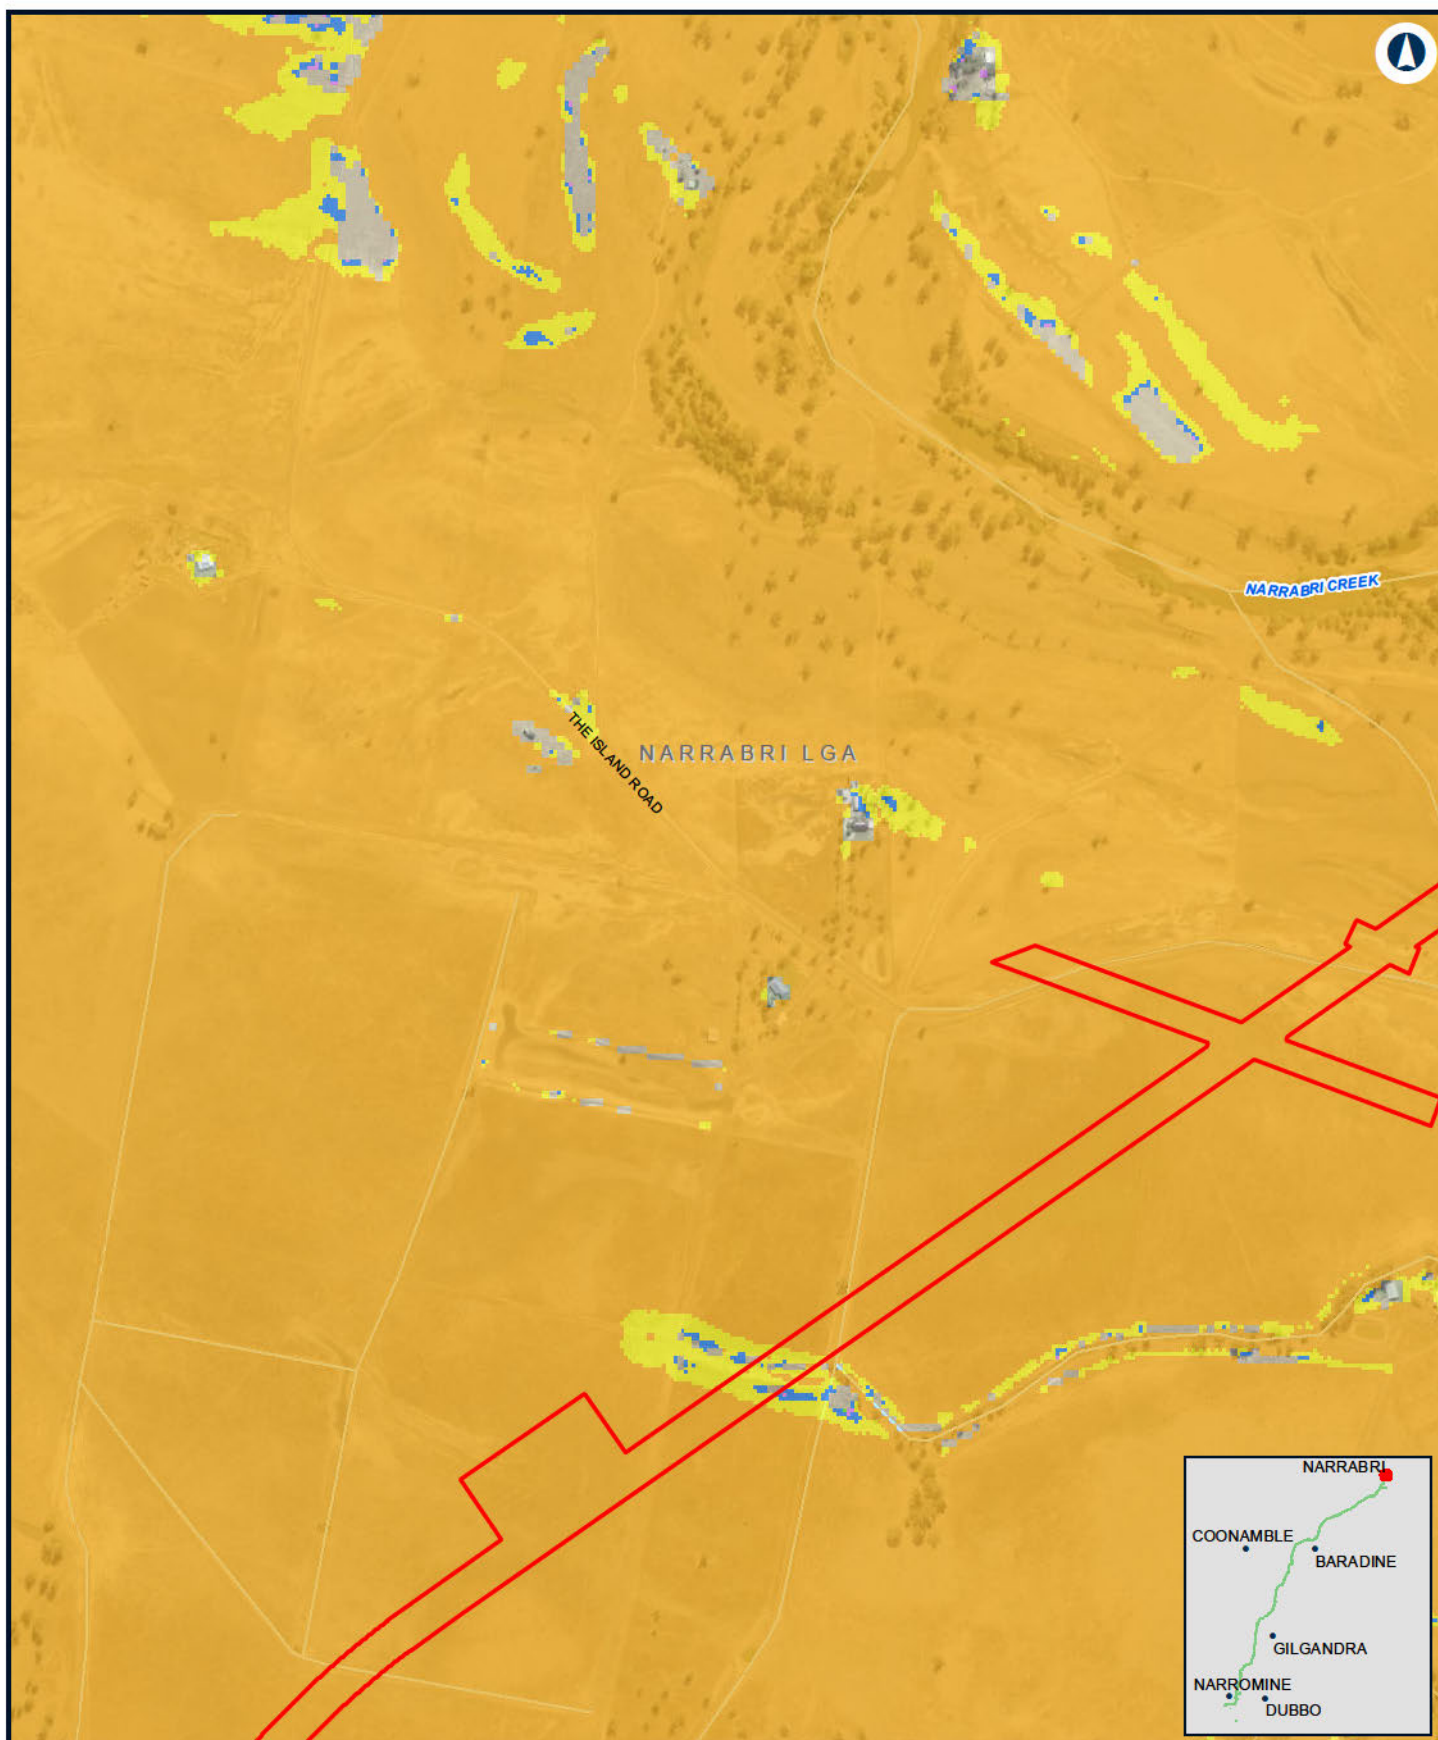 NARRABRI CREEK
THE ISLAND ROAD
NARRABRI LGA
NARRABRI
COONAMBLE
BARADINE
GILGANDRA
NARROMINE
DUBBO